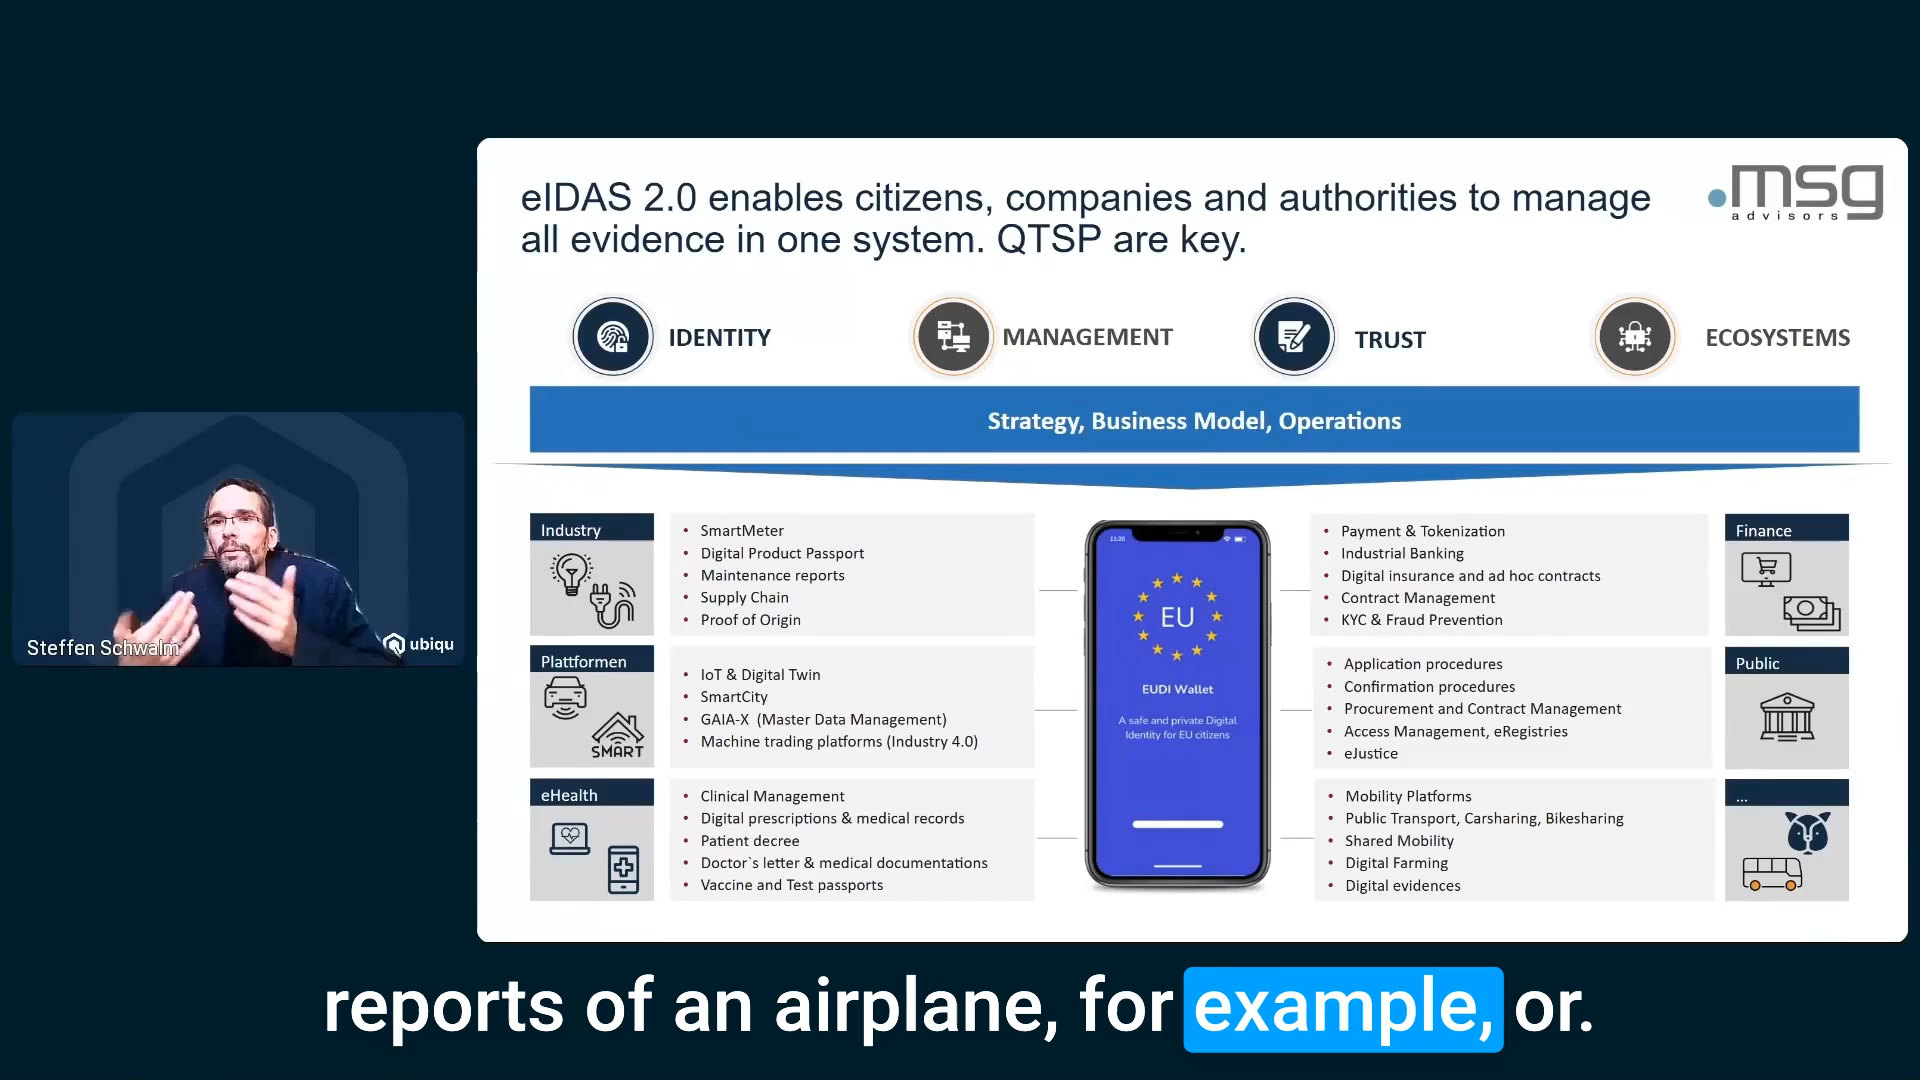 eIDAS 2.0 enables citizens, companies and authorities to manage
all evidence in one system. QTSP are key.
.msg
advisors
IDENTITY
MANAGEMENT
TRUST
ECOSYSTEMS
Strategy, Business Model, Operations
Industry
• SmartMeter
• Digital Product Passport
• Maintenance reports
• Supply Chain
• Proof of Origin
Plattformen
SMART
• IoT & Digital Twin
• SmartCity
• GAIA-X (Master Data Management)
• Machine trading platforms (Industry 4.0)
eHealth
• Clinical Management
• Digital prescriptions & medical records
• Patient decree
• Doctor`s letter & medical documentations
• Vaccine and Test passports
11:20
EU
EUDI Wallet
A safe and private Digital
Identity for EU citizens
• Payment & Tokenization
• Industrial Banking
• Digital insurance and ad hoc contracts
• Contract Management
• KYC & Fraud Prevention
Finance
• Application procedures
• Confirmation procedures
• Procurement and Contract Management
• Access Management, eRegistries
• eJustice
Public
• Mobility Platforms
• Public Transport, Carsharing, Bikesharing
• Shared Mobility
• Digital Farming
• Digital evidences
...
Steffen Schwalm
ubiqu
reports of an airplane, for example, or.